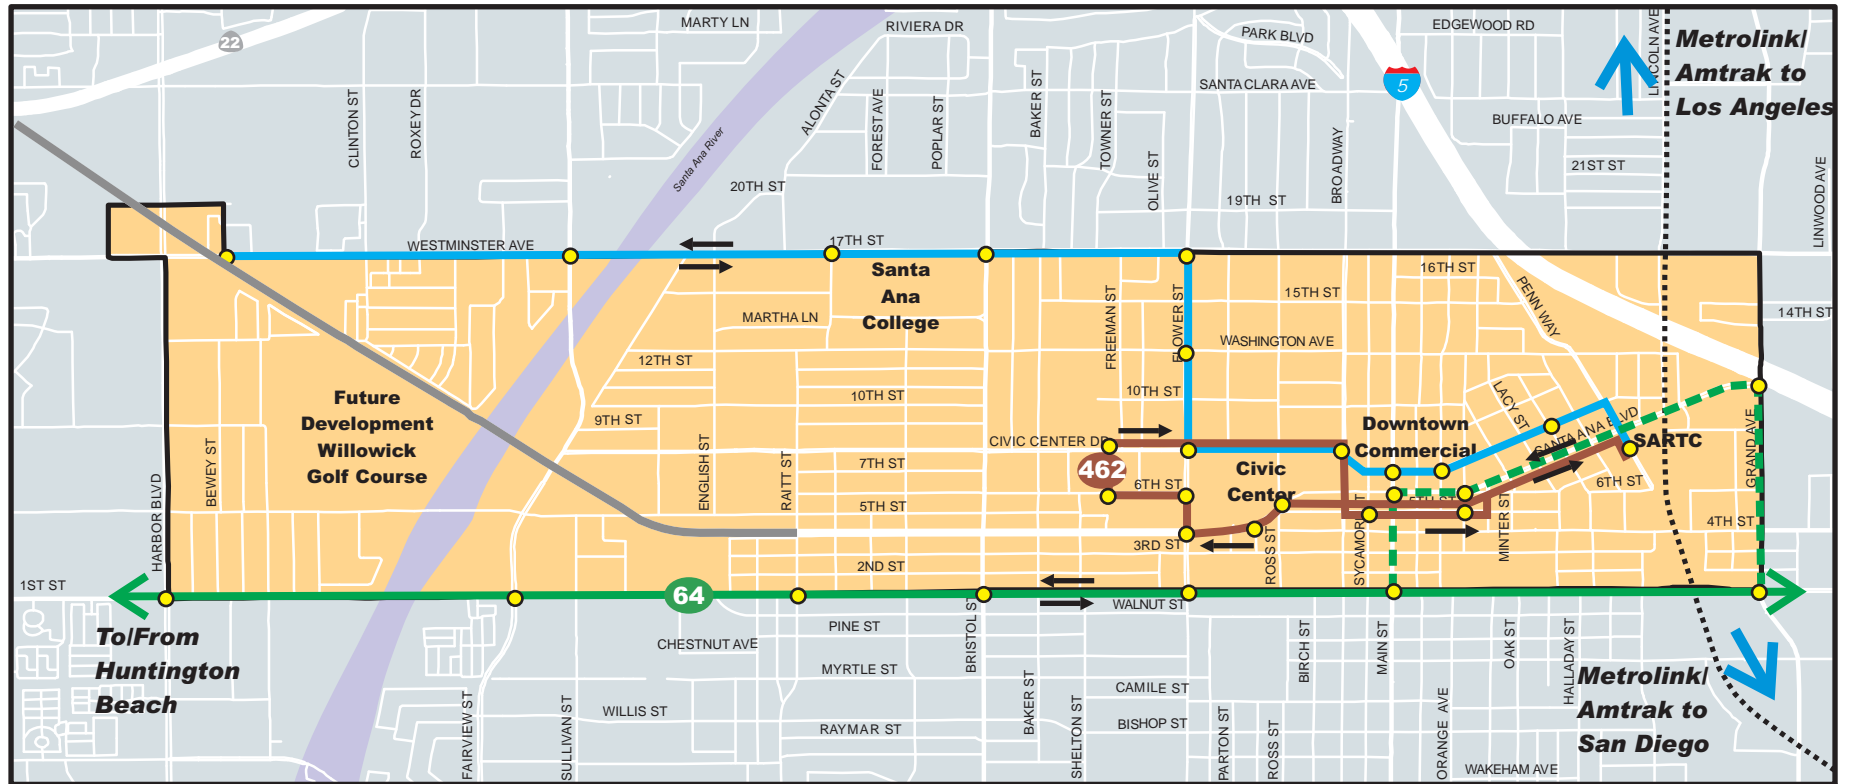 MARTY LN
RIVIERA DR
EDGEWOOD RD
LINCOLN AVE
Metrolink/
Amtrak to
Los Angeles
22
PARK BLVD
5
SANTA CLARA AVE
CLINTON ST
ROXEY DR
ALONTA ST
FOREST AVE
POPLAR ST
BAKER ST
TOWNER ST
BUFFALO AVE
Santa Ana River
OLIVE ST
BROADWAY
21ST ST
20TH ST
19TH ST
LINWOOD AVE
WESTMINSTER AVE
17TH ST
Santa
Ana
College
16TH ST
15TH ST
PENN WAY
FREEMAN ST
FLOWER ST
MARTHA LN
14TH ST
WASHINGTON AVE
12TH ST
10TH ST
10TH ST
LACY ST
Future
Development
Willowick
Golf Course
9TH ST
Downtown
Commercial
SANTA ANA BLVD
SARTC
GRAND AVE
CIVIC CENTER DR
BEWEY ST
ENGLISH ST
RAITT ST
7TH ST
462
Civic
Center
6TH ST
6TH ST
HARBOR BLVD
5TH ST
5TH ST
SYCAMORE ST
MINTER ST
4TH ST
3RD ST
ROSS ST
2ND ST
1ST ST
64
WALNUT ST
To/From
Huntington
Beach
PINE ST
CHESTNUT AVE
BRISTOL ST
BIRCH ST
MAIN ST
OAK ST
HALLADAY ST
MYRTLE ST
CAMILE ST
Metrolink/
Amtrak to
San Diego
FAIRVIEW ST
SULLIVAN ST
WILLIS ST
RAYMAR ST
BAKER ST
SHELTON ST
BISHOP ST
PARTON ST
ROSS ST
ORANGE AVE
WAKEHAM AVE